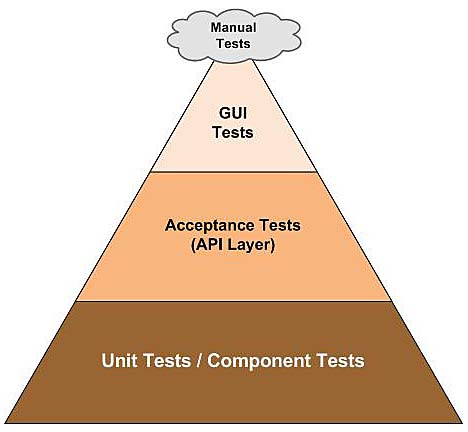 Manual
Tests
GUI
Tests
Acceptance Tests
(API Layer)
Unit Tests / Component Tests